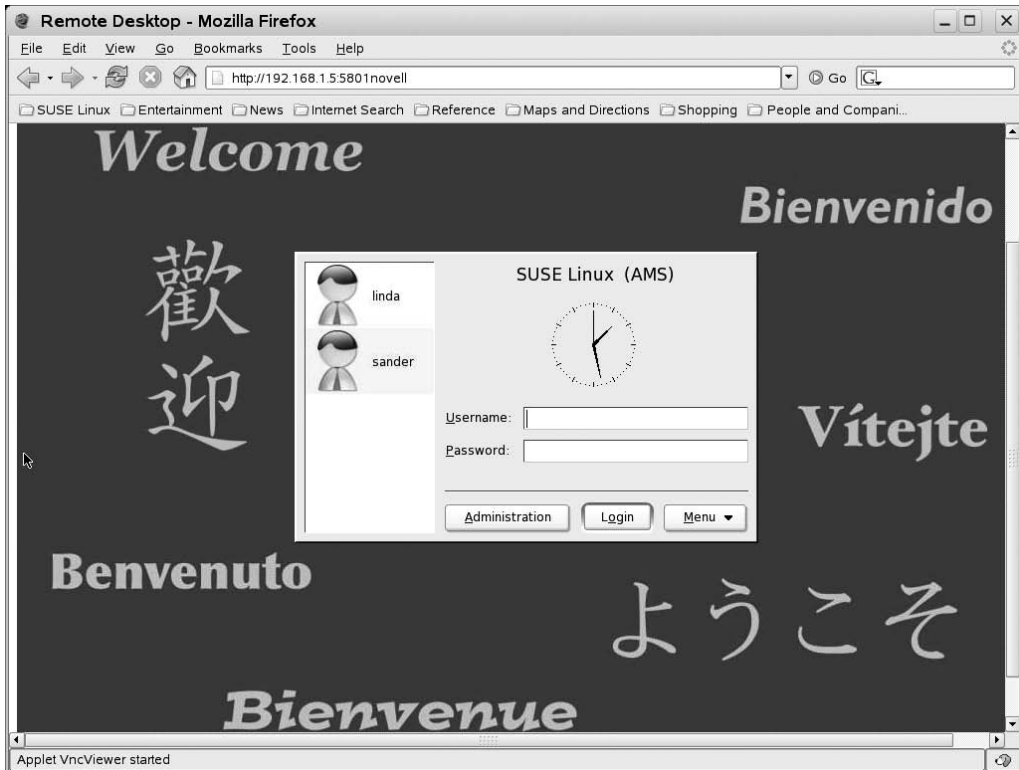 Remote Desktop - Mozilla Firefox
File Edit View Go Bookmarks Tools Help
http://192.168.1.5:5801novell
Go
G
SUSE Linux Entertainment News Internet Search Reference Maps and Directions Shopping People and Compani...
Welcome
Bienvenido
歡
迎
SUSE Linux (AMS)
linda
sander
Username:
Password:
Administration Login Menu
Vítejte
Benvenuto
ようこそ
Bienvenue
Applet VncViewer started